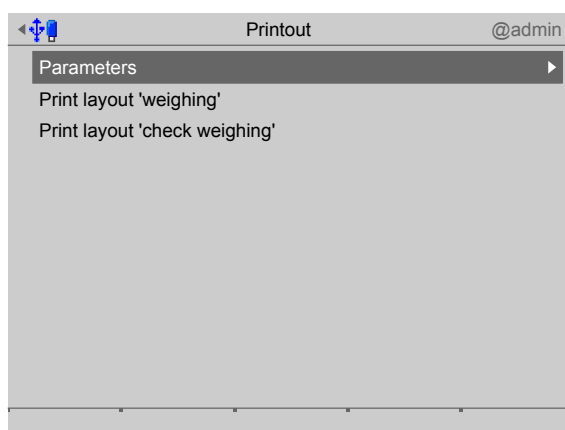 Printout
@admin
Parameters
Print layout 'weighing'
Print layout 'check weighing'